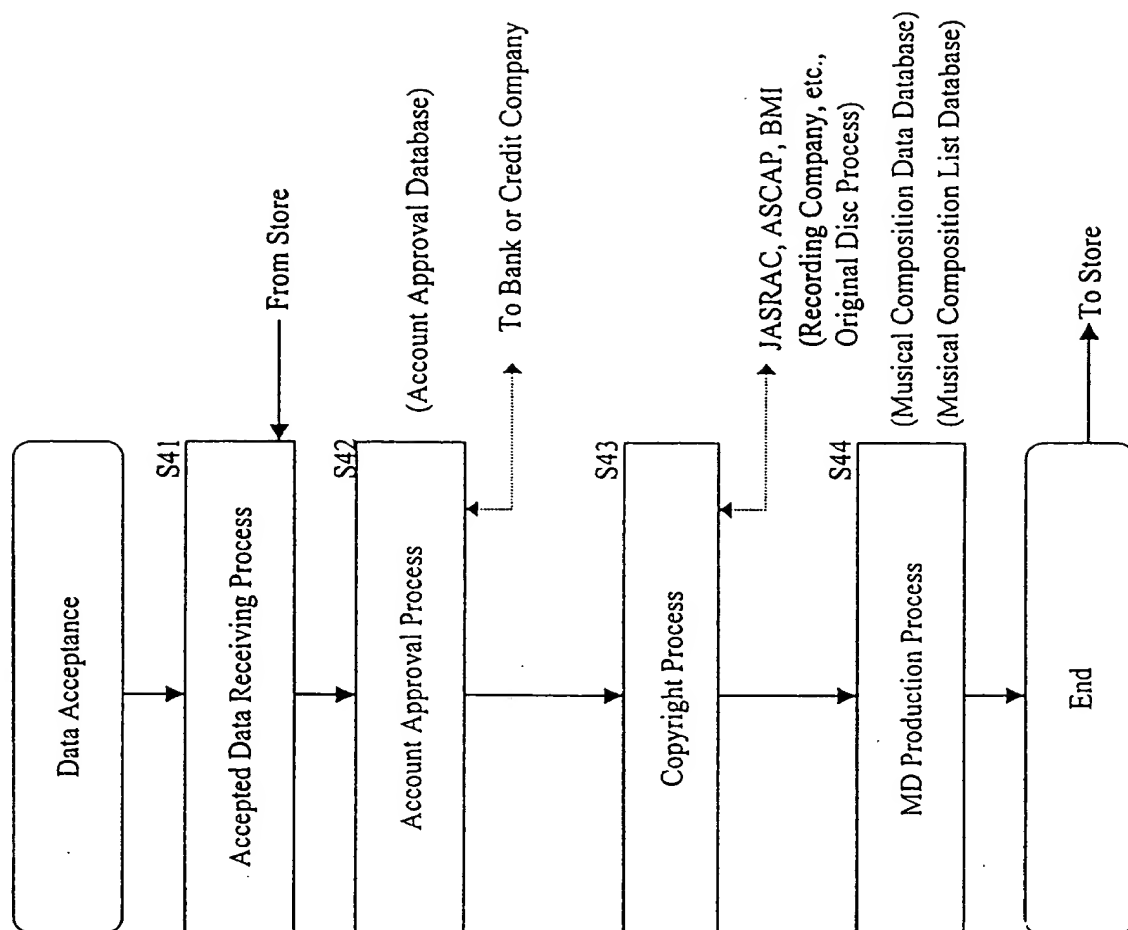 Data Acceptance
S41
Accepted Data Receiving Process
From Store
S42
Account Approval Process
(Account Approval Database)
To Bank or Credit Company
S43
Copyright Process
JASRAC, ASCAP, BMI
(Recording Company, etc.,
Original Disc Process)
S44
MD Production Process
(Musical Composition Data Database)
(Musical Composition List Database)
End
To Store